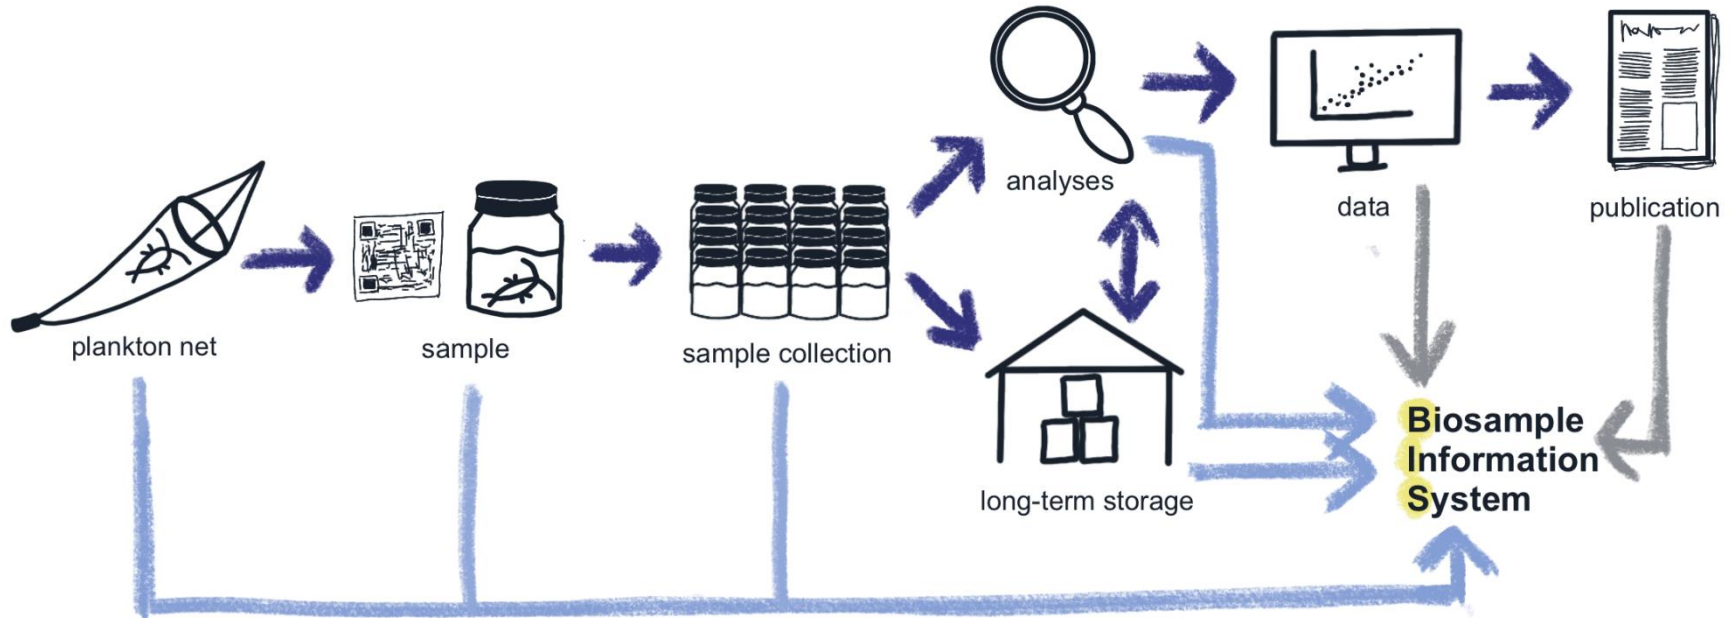 plankton net
sample
sample collection
analyses
long-term storage
data
publication
Biosample
Information
System